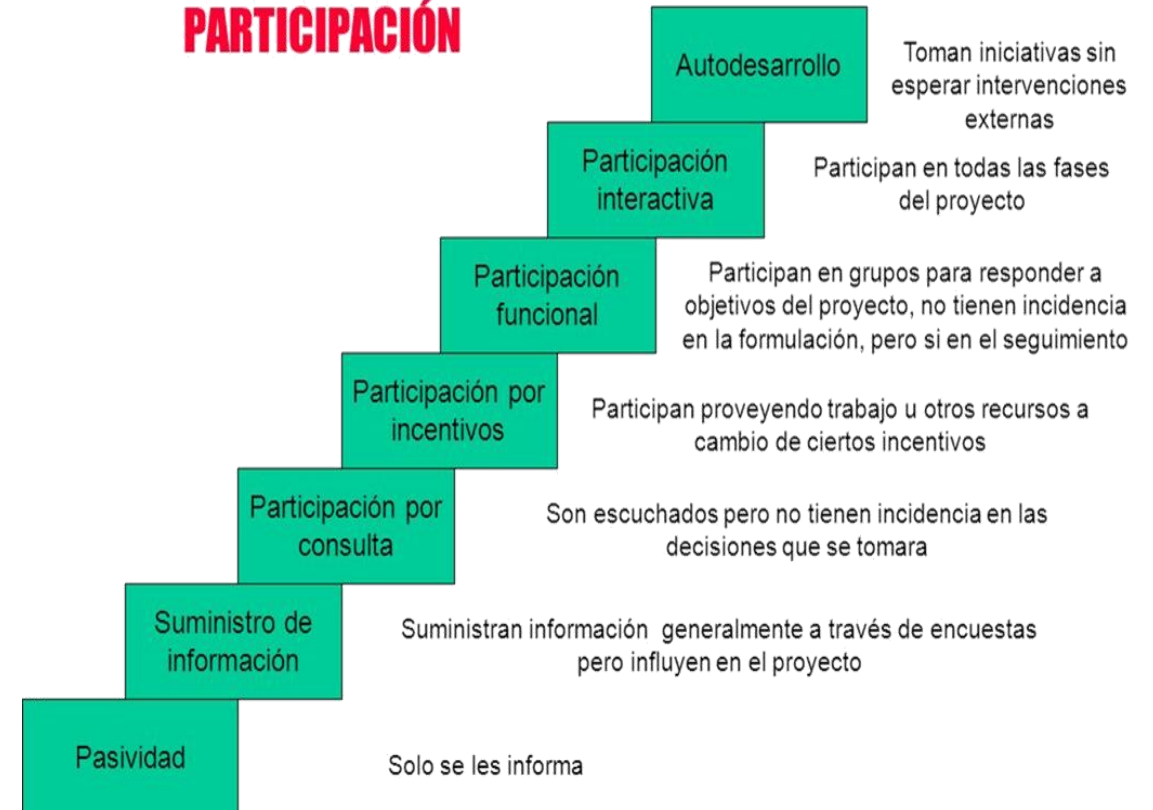 PARTICIPACIÓN
Autodesarrollo
Toman iniciativas sin
esperar intervenciones
externas
Participación
interactiva
Participan en todas las fases
del proyecto
Participación
funcional
Participan en grupos para responder a
objetivos del proyecto, no tienen incidencia
en la formulación, pero si en el seguimiento
Participación por
incentivos
Participan proveyendo trabajo u otros recursos a
cambio de ciertos incentivos
Participación por
consulta
Son escuchados pero no tienen incidencia en las
decisiones que se tomara
Suministro de
información
Suministran información generalmente a través de encuestas
pero influyen en el proyecto
Pasividad
Solo se les informa